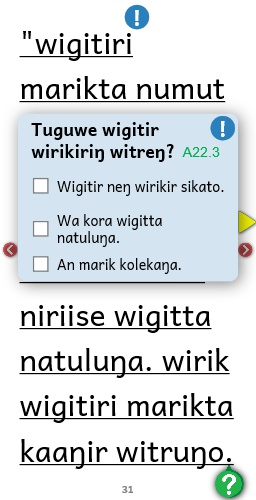 "wigitiri
marikta numut
Tuguwe wigitir
wirikiriŋ witreŋ? A22.3
Wigitir neŋ wirikir sikato.
Wa kora wigitta
natuluŋa.
An marik kolekaŋa.
niriise wigitta
natuluŋa. wirik
wigitiri marikta
kaaŋir witruŋo.
31